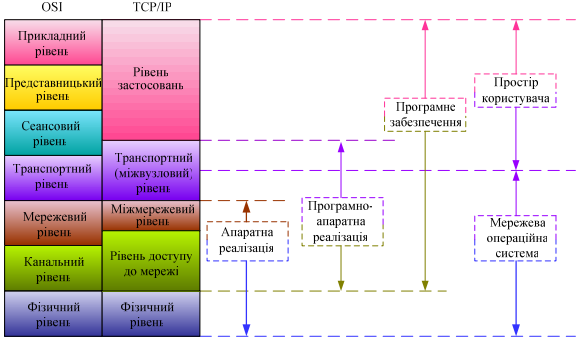 OSI
TCP/IP
Прикладний
рівень
Представницький
рівень
Сеансовий
рівень
Транспортний
рівень
Мережевий
рівень
Канальний
рівень
Фізичний
рівень
Рівень
застосовань
Транспортний
(міжвузловий)
рівень
Міжмережевий
рівень
Рівень доступу
до мережі
Фізичний
рівень
Апаратна
реалізація
Програмно-
апаратна
реалізація
Програмне
забезпечення
Простір
користувача
Мережева
операційна
система